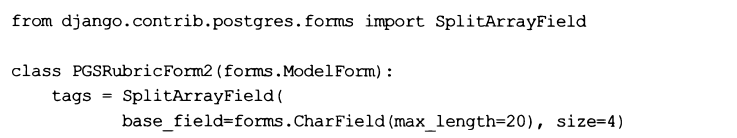 from django.contrib.postgres.forms import SplitArrayField

class PGSRubricForm2(forms.ModelForm):
    tags = SplitArrayField(
            base_field=forms.CharField(max_length=20), size=4)